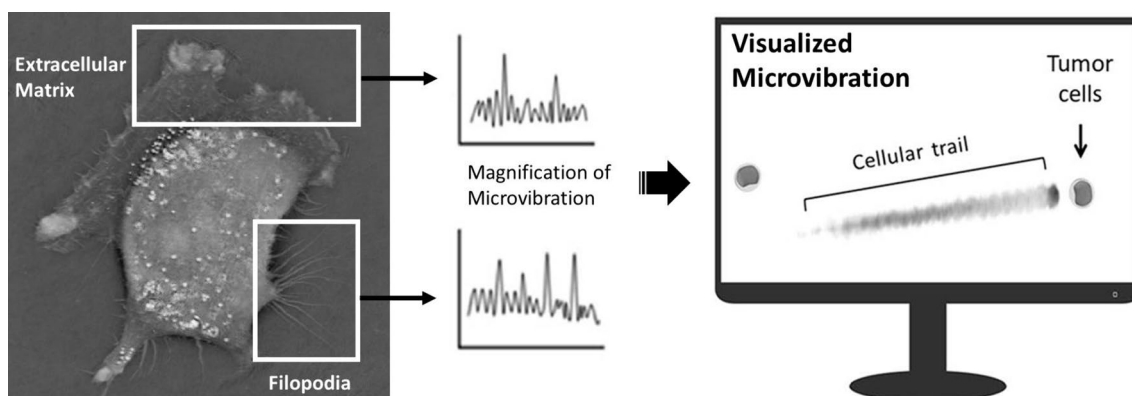 Extracellular
Matrix
Filopodia
Magnification of
Microvibration
Visualized
Microvibration
Tumor
cells
Cellular trail